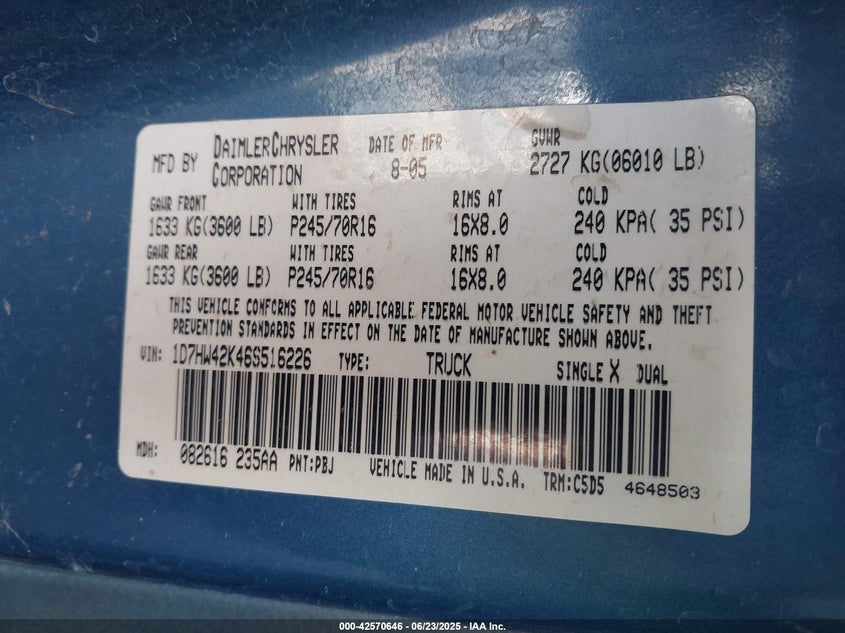 MFD BY DAIMLERCHRYSLER CORPORATION DATE OF MFR 8-05 GVWR 2727 KG(06010 LB)
GAWR FRONT WITH TIRES RIMS AT COLD
1633 KG(3600 LB) P245/70R16 16X8.0 240 KPA( 35 PSI)
GAWR REAR WITH TIRES RIMS AT COLD
1633 KG(3600 LB) P245/70R16 16X8.0 240 KPA( 35 PSI)
THIS VEHICLE CONFORMS TO ALL APPLICABLE FEDERAL MOTOR VEHICLE SAFETY AND THEFT
PREVENTION STANDARDS IN EFFECT ON THE DATE OF MANUFACTURE SHOWN ABOVE.
VIN: 1D7HW42K46S516226 TYPE: TRUCK SINGLE X DUAL
MDH: 082616 235AA PNT:PBJ VEHICLE MADE IN U.S.A. TRM:C5D5 4648503
000-42570646 - 06/23/2025 - IAA Inc.